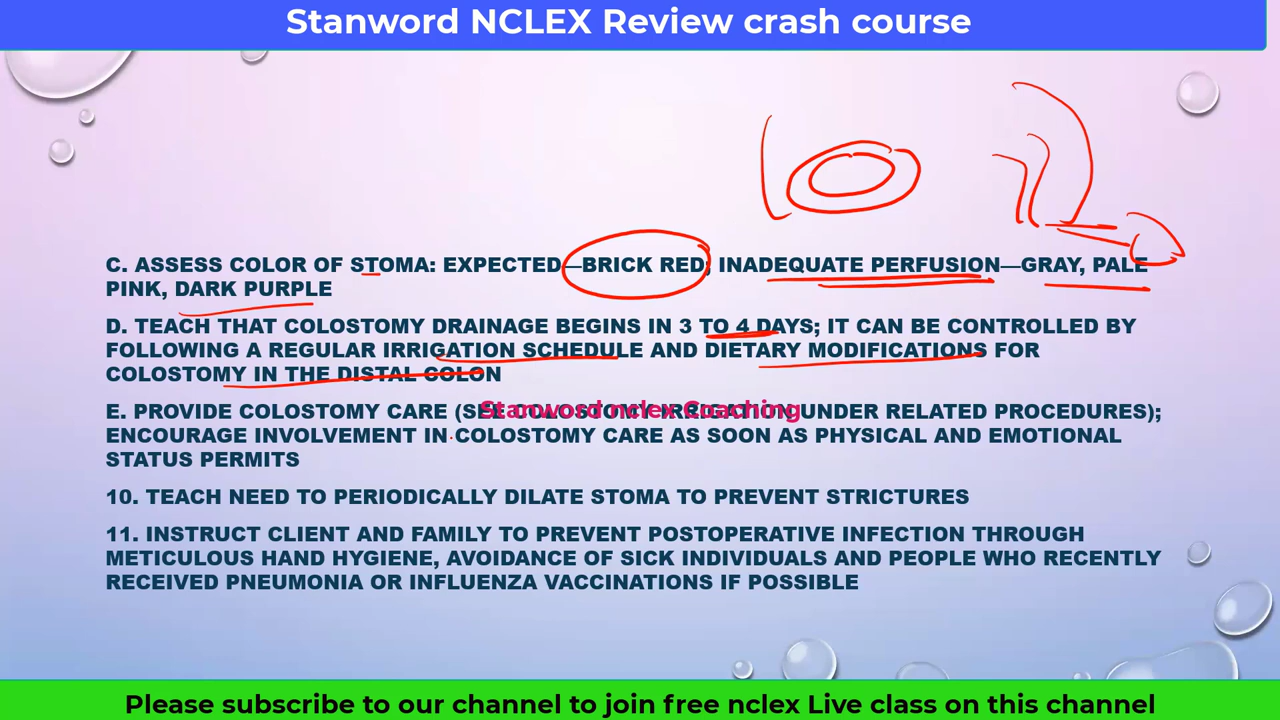 Stanword NCLEX Review crash course
C. ASSESS COLOR OF STOMA: EXPECTED—BRICK RED; INADEQUATE PERFUSION—GRAY, PALE
PINK, DARK PURPLE
D. TEACH THAT COLOSTOMY DRAINAGE BEGINS IN 3 TO 4 DAYS; IT CAN BE CONTROLLED BY
FOLLOWING A REGULAR IRRIGATION SCHEDULE AND DIETARY MODIFICATIONS FOR
COLOSTOMY IN THE DISTAL COLON
E. PROVIDE COLOSTOMY CARE (SEE COLOSTOMY IRRIGATION UNDER RELATED PROCEDURES);
Stanword nclex Coaching
ENCOURAGE INVOLVEMENT IN COLOSTOMY CARE AS SOON AS PHYSICAL AND EMOTIONAL
STATUS PERMITS
10. TEACH NEED TO PERIODICALLY DILATE STOMA TO PREVENT STRICTURES
11. INSTRUCT CLIENT AND FAMILY TO PREVENT POSTOPERATIVE INFECTION THROUGH
METICULOUS HAND HYGIENE, AVOIDANCE OF SICK INDIVIDUALS AND PEOPLE WHO RECENTLY
RECEIVED PNEUMONIA OR INFLUENZA VACCINATIONS IF POSSIBLE
Please subscribe to our channel to join free nclex Live class on this channel